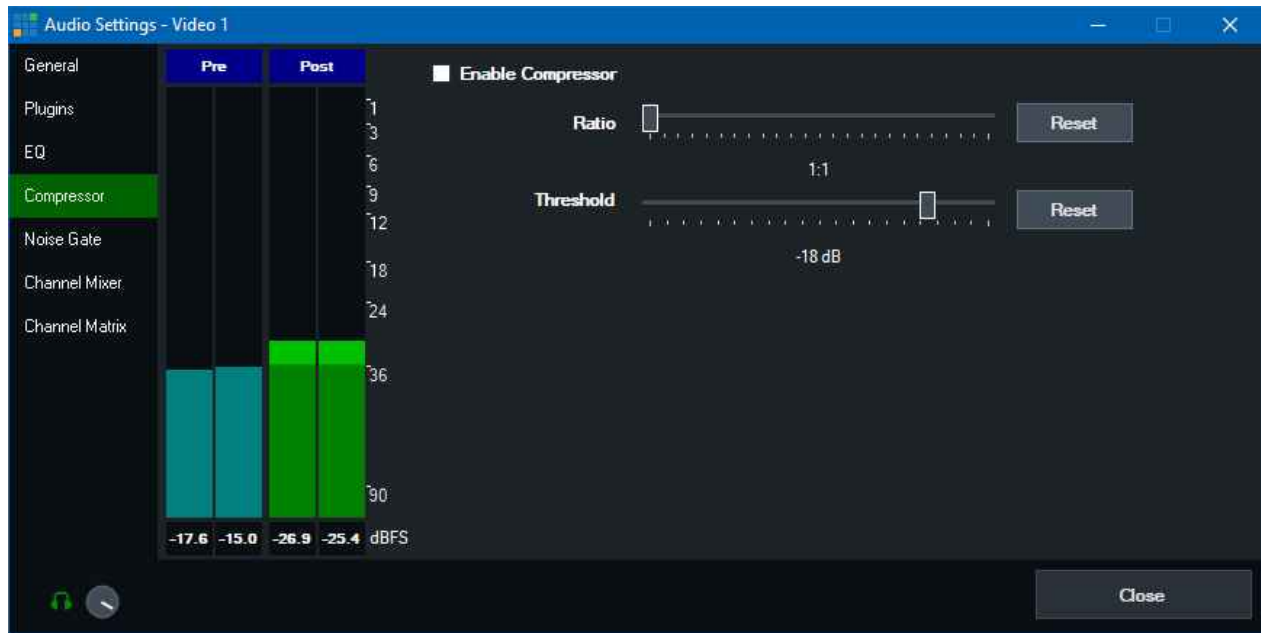 Audio Settings - Video 1
General
Plugins
EQ
Compressor
Noise Gate
Channel Mixer
Channel Matrix
Pre Post
1
3
6
9
12
18
24
36
90
-17.6 -15.0 -26.9 -25.4 dBFS
Enable Compressor
Ratio Reset
1:1
Threshold Reset
-18 dB
Close